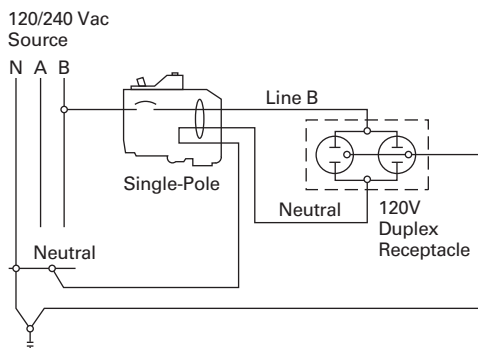 120/240 Vac
Source
N A B
Line B
Single-Pole
Neutral
120V
Duplex
Receptacle
Neutral